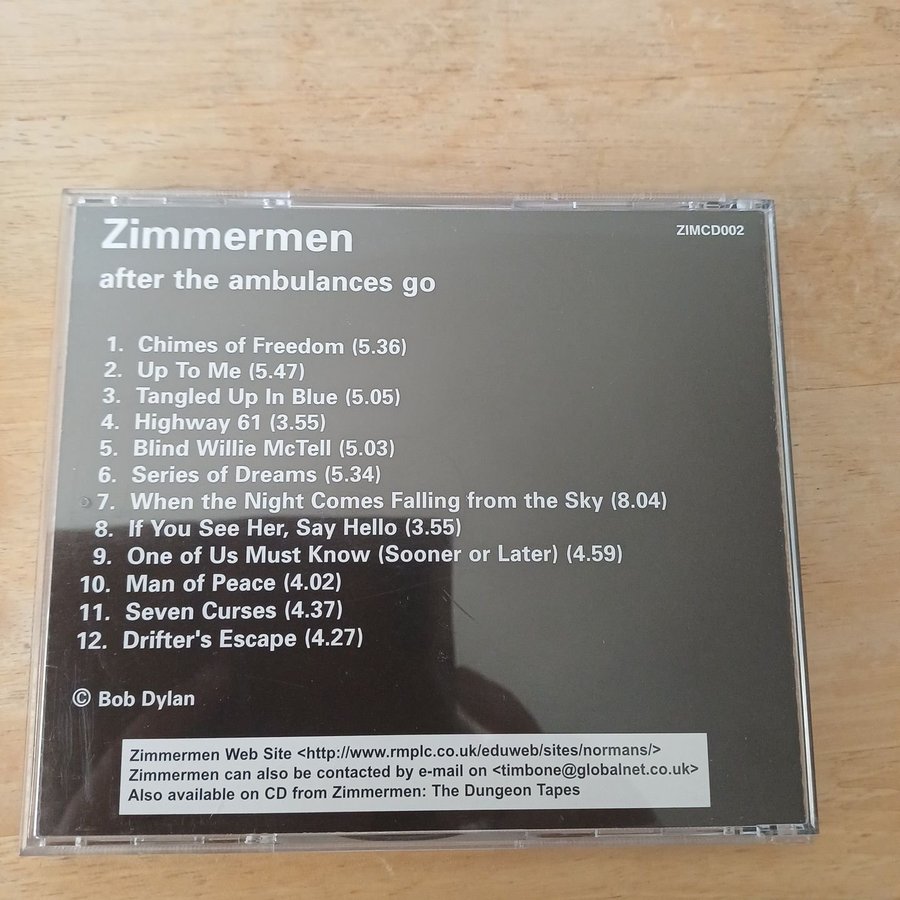 Zimmermen
ZIMCD002
after the ambulances go
1. Chimes of Freedom (5.36)
2. Up To Me (5.47)
3. Tangled Up In Blue (5.05)
4. Highway 61 (3.55)
5. Blind Willie McTell (5.03)
6. Series of Dreams (5.34)
7. When the Night Comes Falling from the Sky (8.04)
8. If You See Her, Say Hello (3.55)
9. One of Us Must Know (Sooner or Later) (4.59)
10. Man of Peace (4.02)
11. Seven Curses (4.37)
12. Drifter's Escape (4.27)
© Bob Dylan
Zimmermen Web Site <http://www.rmplc.co.uk/eduweb/sites/normans/>
Zimmermen can also be contacted by e-mail on <timbone@globalnet.co.uk>
Also available on CD from Zimmermen: The Dungeon Tapes